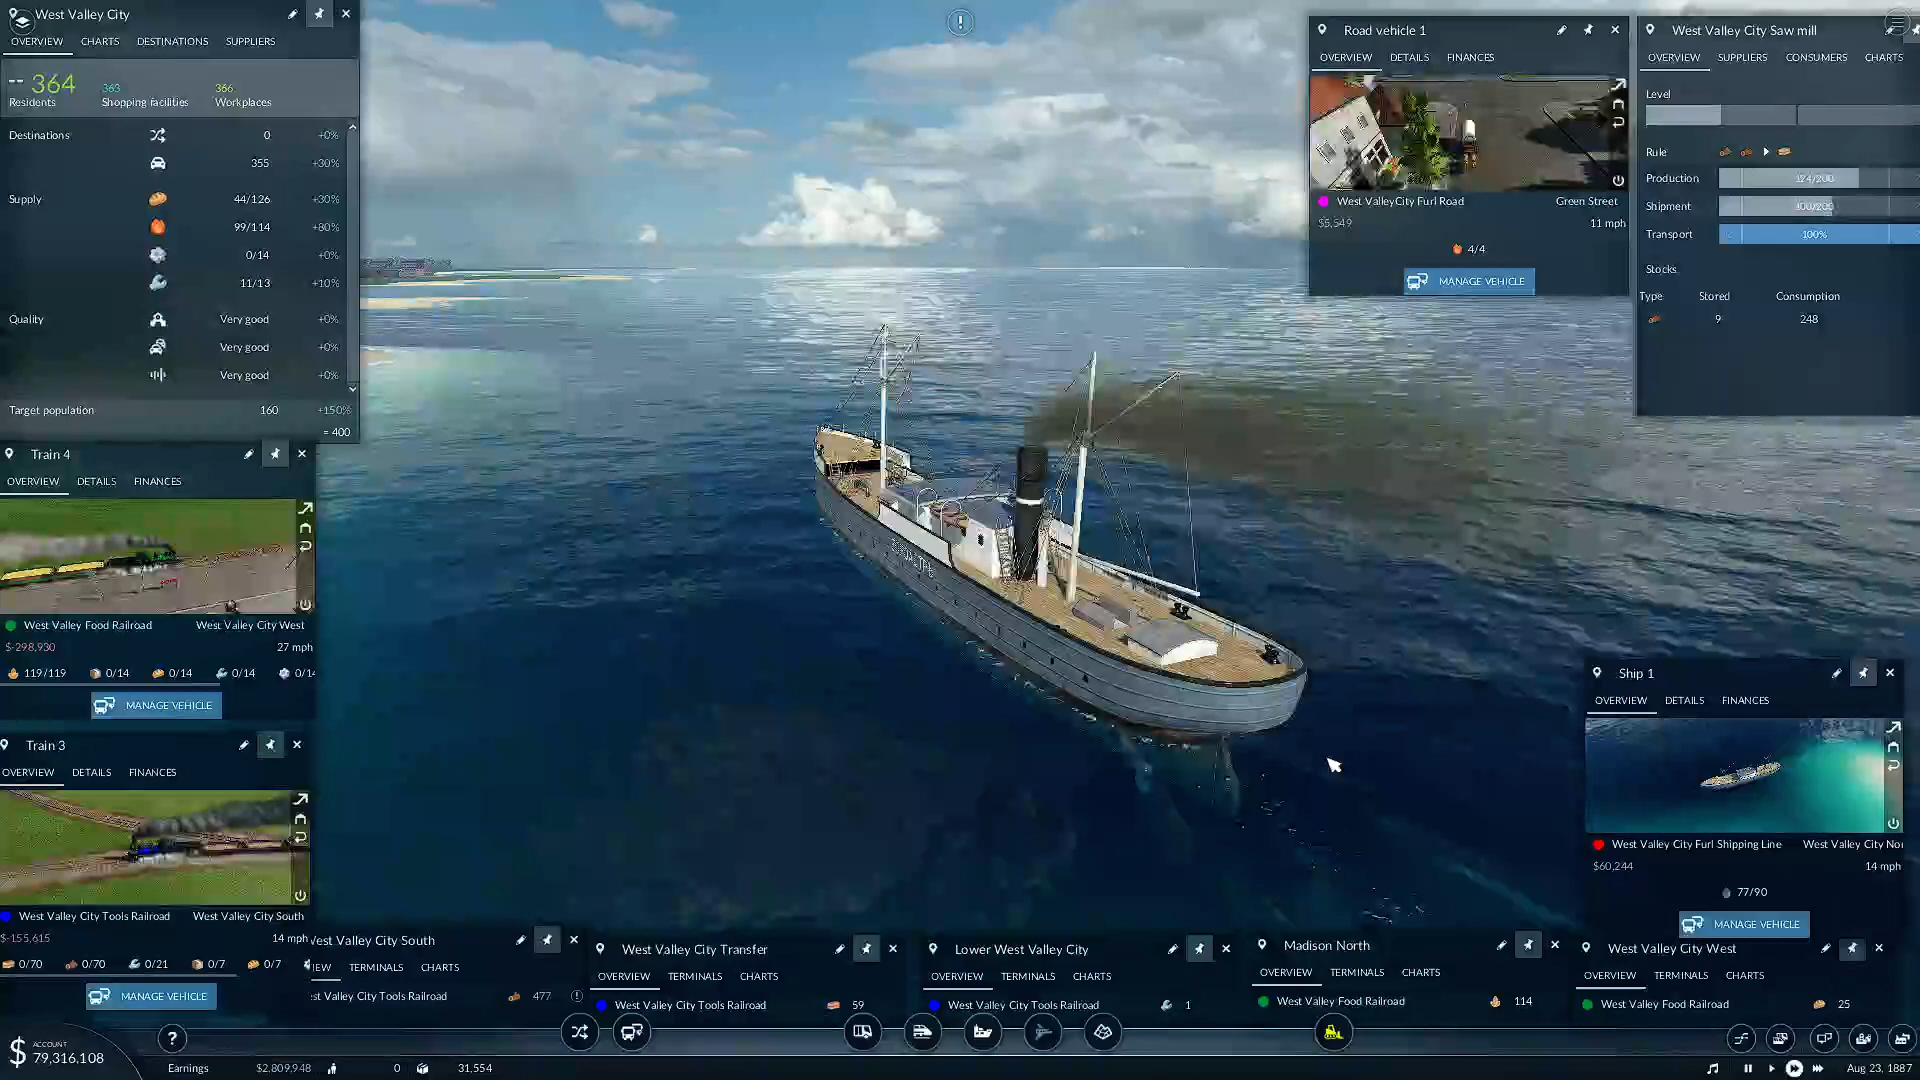 West Valley City
OVERVIEW CHARTS DESTINATIONS SUPPLIERS
-- 364 363 366
Residents Shopping facilities Workplaces
Destinations 0 +0%
355 +30%
Supply 44/126 +30%
99/114 +80%
0/14 +0%
11/13 +10%
Quality Very good +0%
Very good +0%
Very good +0%
Target population 160 +150%
= 400
Train 4
OVERVIEW DETAILS FINANCES
West Valley Food Railroad West Valley City West
$-298,930 27 mph
119/119 0/14 0/14 0/14 0/14
MANAGE VEHICLE
Train 3
OVERVIEW DETAILS FINANCES
West Valley City Tools Railroad West Valley City South
$-155,615 14 mph
0/70 0/70 0/21 0/7 0/7
MANAGE VEHICLE
Road vehicle 1
OVERVIEW DETAILS FINANCES
West ValleyCity Furl Road Green Street
$5,549 11 mph
4/4
MANAGE VEHICLE
West Valley City Saw mill
OVERVIEW SUPPLIERS CONSUMERS CHARTS
Level
Rule
Production 124/200
Shipment 100/200
Transport 100%
Stocks
Type Stored Consumption
9 248
Ship 1
OVERVIEW DETAILS FINANCES
West Valley City Furl Shipping Line West Valley City Nor
$60,244 14 mph
77/90
MANAGE VEHICLE
West Valley City South
IEW TERMINALS CHARTS
est Valley City Tools Railroad 477
West Valley City Transfer
OVERVIEW TERMINALS CHARTS
West Valley City Tools Railroad 59
Lower West Valley City
OVERVIEW TERMINALS CHARTS
West Valley City Tools Railroad 1
Madison North
OVERVIEW TERMINALS CHARTS
West Valley Food Railroad 114
West Valley City West
OVERVIEW TERMINALS CHARTS
West Valley Food Railroad 25
$ ACCOUNT
79,316,108
?
Earnings $2,809,948 0 31,554
Aug 23, 1887